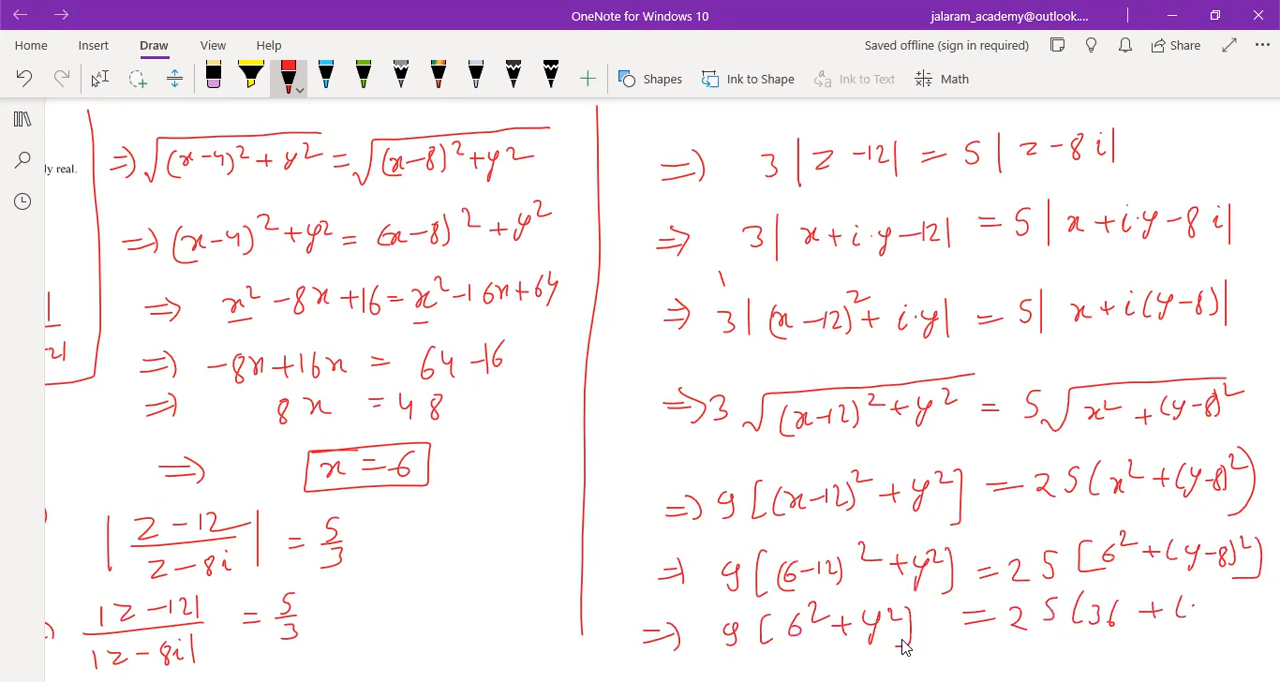 OneNote for Windows 10
jalaram_academy@outlook....
Home Insert Draw View Help
Saved offline (sign in required)
Share
Shapes Ink to Shape Ink to Text Math
ly real.
=> √((x-4)² + y²) = √((x-8)² + y²
=> (x-4)² + y² = (x-8)² + y²
=> x² - 8x + 16 = x² - 16x + 64
=> -8x + 16x = 64 - 16
=> 8x = 48
=> x = 6
|z - 12 / z - 8i| = 5/3
|z - 12| / |z - 8i| = 5/3
=> 3 |z - 12| = 5 |z - 8i|
=> 3 | x + i·y - 12| = 5 | x + i·y - 8i|
=> 3 | (x - 12)² + i·y| = 5 | x + i(y - 8)|
=> 3 √((x-12)² + y²) = 5 √(x² + (y-8)²)
=> 9 [(x-12)² + y²] = 25 (x² + (y-8)²)
=> 9 [(6-12)² + y²] = 25 [6² + (y-8)²]
=> 9 [6² + y²] = 25 (36 + (